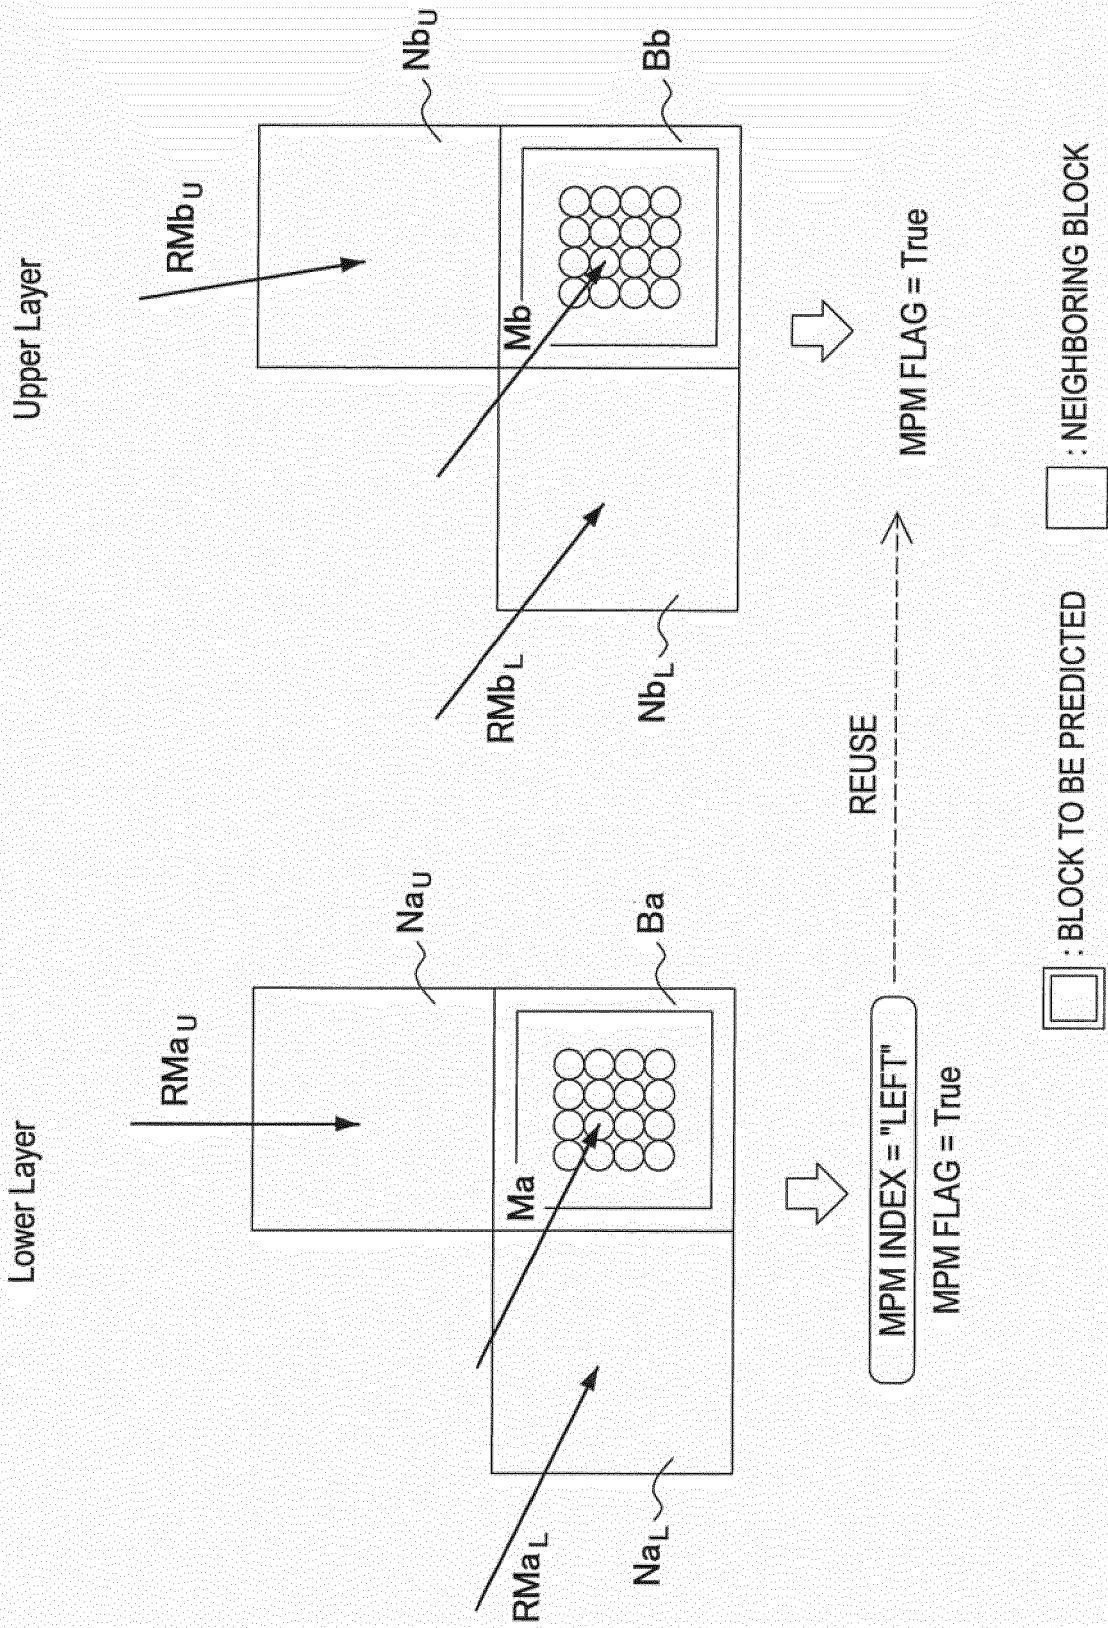 Lower Layer
RMaU
NaU
Ma
Ba
RMaL
NaL
MPM INDEX = "LEFT"
MPM FLAG = True
REUSE
Upper Layer
RMbU
NbU
Mb
Bb
RMbL
NbL
MPM FLAG = True
: BLOCK TO BE PREDICTED
: NEIGHBORING BLOCK